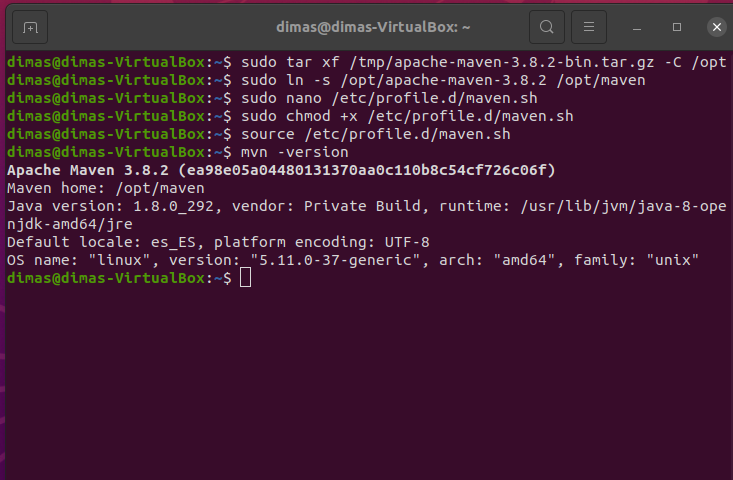 dimas@dimas-VirtualBox: ~
dimas@dimas-VirtualBox:~$ sudo tar xf /tmp/apache-maven-3.8.2-bin.tar.gz -C /opt
dimas@dimas-VirtualBox:~$ sudo ln -s /opt/apache-maven-3.8.2 /opt/maven
dimas@dimas-VirtualBox:~$ sudo nano /etc/profile.d/maven.sh
dimas@dimas-VirtualBox:~$ sudo chmod +x /etc/profile.d/maven.sh
dimas@dimas-VirtualBox:~$ source /etc/profile.d/maven.sh
dimas@dimas-VirtualBox:~$ mvn -version
Apache Maven 3.8.2 (ea98e05a04480131370aa0c110b8c54cf726c06f)
Maven home: /opt/maven
Java version: 1.8.0_292, vendor: Private Build, runtime: /usr/lib/jvm/java-8-ope
njdk-amd64/jre
Default locale: es_ES, platform encoding: UTF-8
OS name: "linux", version: "5.11.0-37-generic", arch: "amd64", family: "unix"
dimas@dimas-VirtualBox:~$